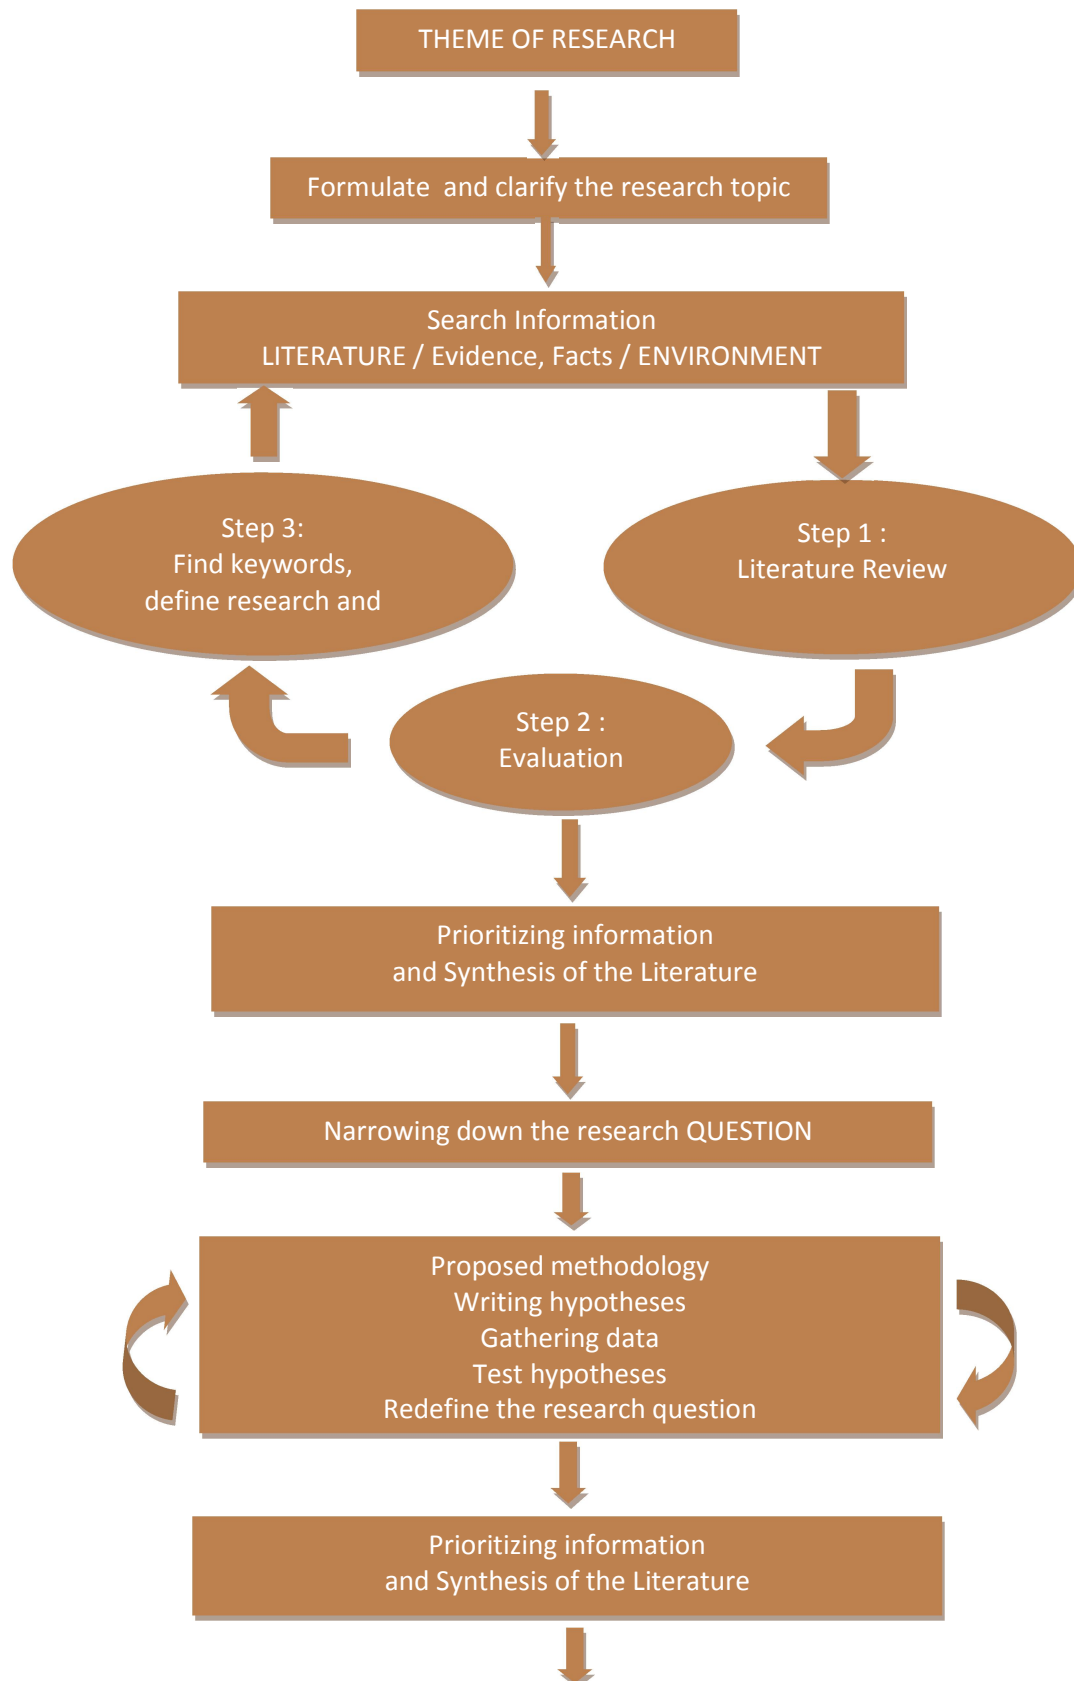 THEME OF RESEARCH
Formulate and clarify the research topic
Search Information
LITERATURE / Evidence, Facts / ENVIRONMENT
Step 3:
Find keywords,
define research and
Step 1 :
Literature Review
Step 2 :
Evaluation
Prioritizing information
and Synthesis of the Literature
Narrowing down the research QUESTION
Proposed methodology
Writing hypotheses
Gathering data
Test hypotheses
Redefine the research question
Prioritizing information
and Synthesis of the Literature